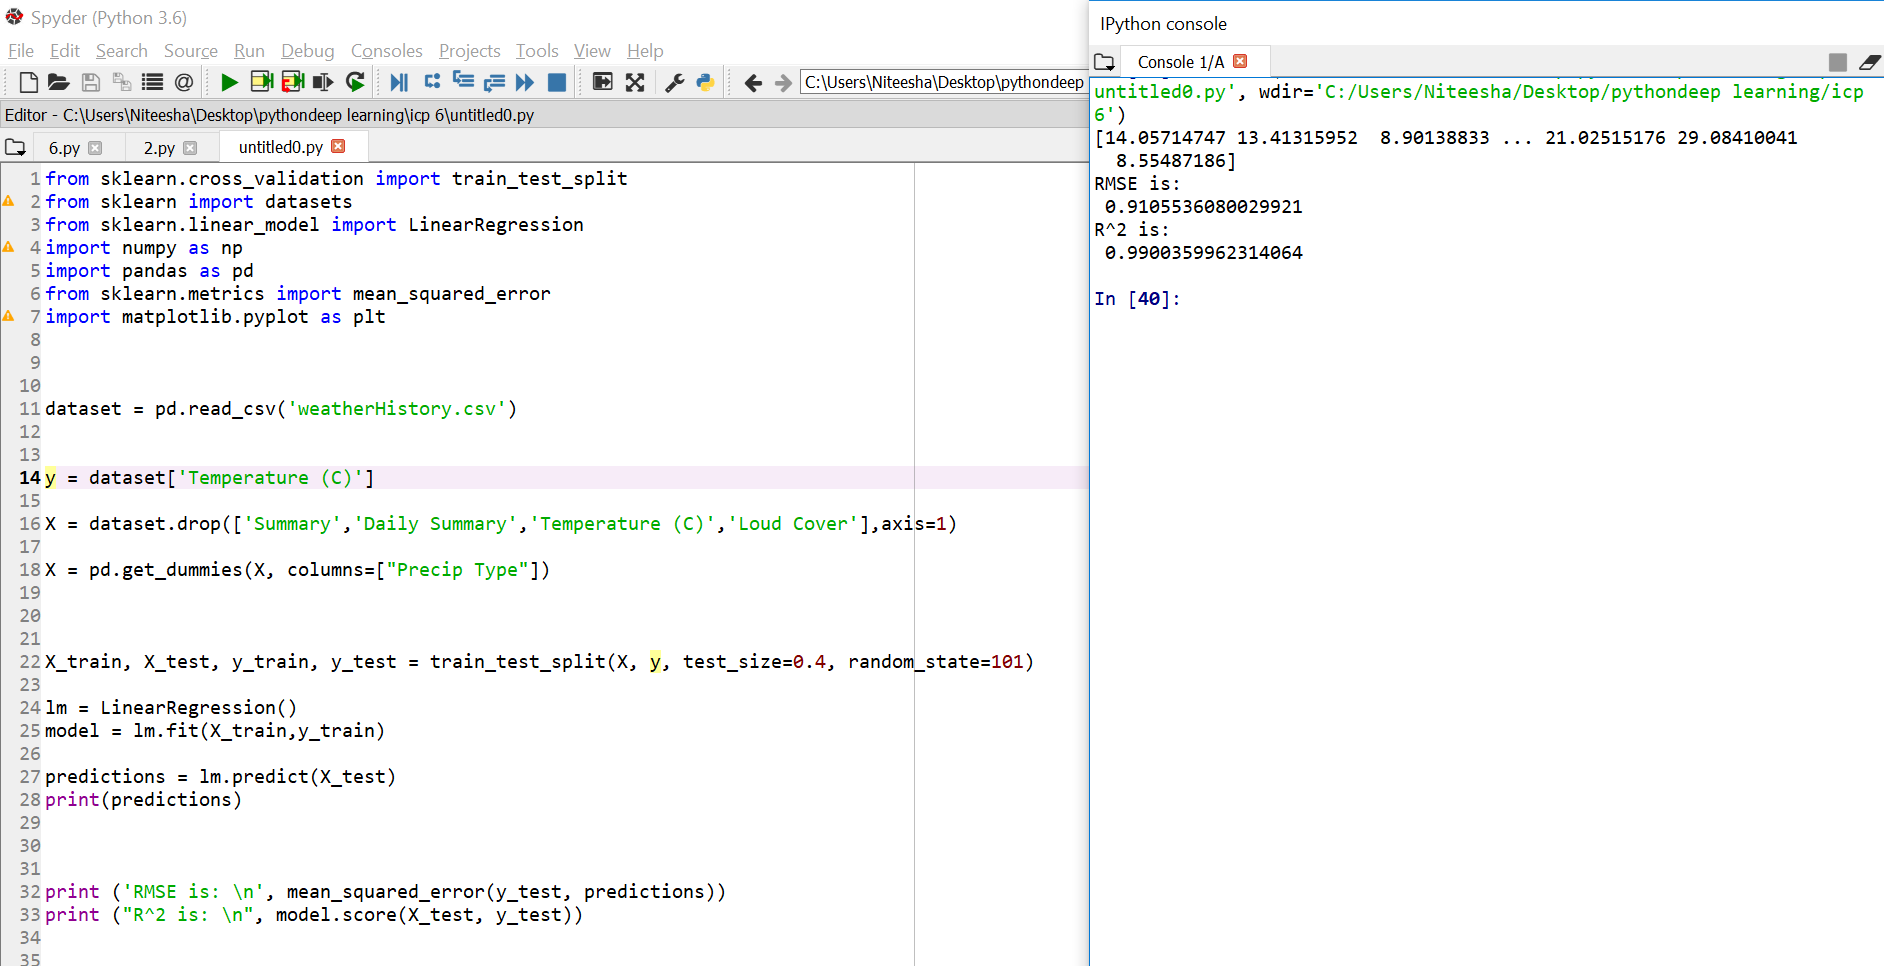 Spyder (Python 3.6)
File Edit Search Source Run Debug Consoles Projects Tools View Help
C:\Users\Niteesha\Desktop\pythondeep
Editor - C:\Users\Niteesha\Desktop\pythondeep learning\icp 6\untitled0.py
6.py 2.py untitled0.py
1 from sklearn.cross_validation import train_test_split
2 from sklearn import datasets
3 from sklearn.linear_model import LinearRegression
4 import numpy as np
5 import pandas as pd
6 from sklearn.metrics import mean_squared_error
7 import matplotlib.pyplot as plt
8
9
10
11 dataset = pd.read_csv('weatherHistory.csv')
12
13
14 y = dataset['Temperature (C)']
15
16 X = dataset.drop(['Summary','Daily Summary','Temperature (C)','Loud Cover'],axis=1)
17
18 X = pd.get_dummies(X, columns=["Precip Type"])
19
20
21
22 X_train, X_test, y_train, y_test = train_test_split(X, y, test_size=0.4, random_state=101)
23
24 lm = LinearRegression()
25 model = lm.fit(X_train,y_train)
26
27 predictions = lm.predict(X_test)
28 print(predictions)
29
30
31
32 print ('RMSE is: \n', mean_squared_error(y_test, predictions))
33 print ("R^2 is: \n", model.score(X_test, y_test))
34
35
IPython console
Console 1/A
untitled0.py', wdir='C:/Users/Niteesha/Desktop/pythondeep learning/icp
6')
[14.05714747 13.41315952  8.90138833 ... 21.02515176 29.08410041
  8.55487186]
RMSE is:
 0.9105536080029921
R^2 is:
 0.9900359962314064
In [40]: